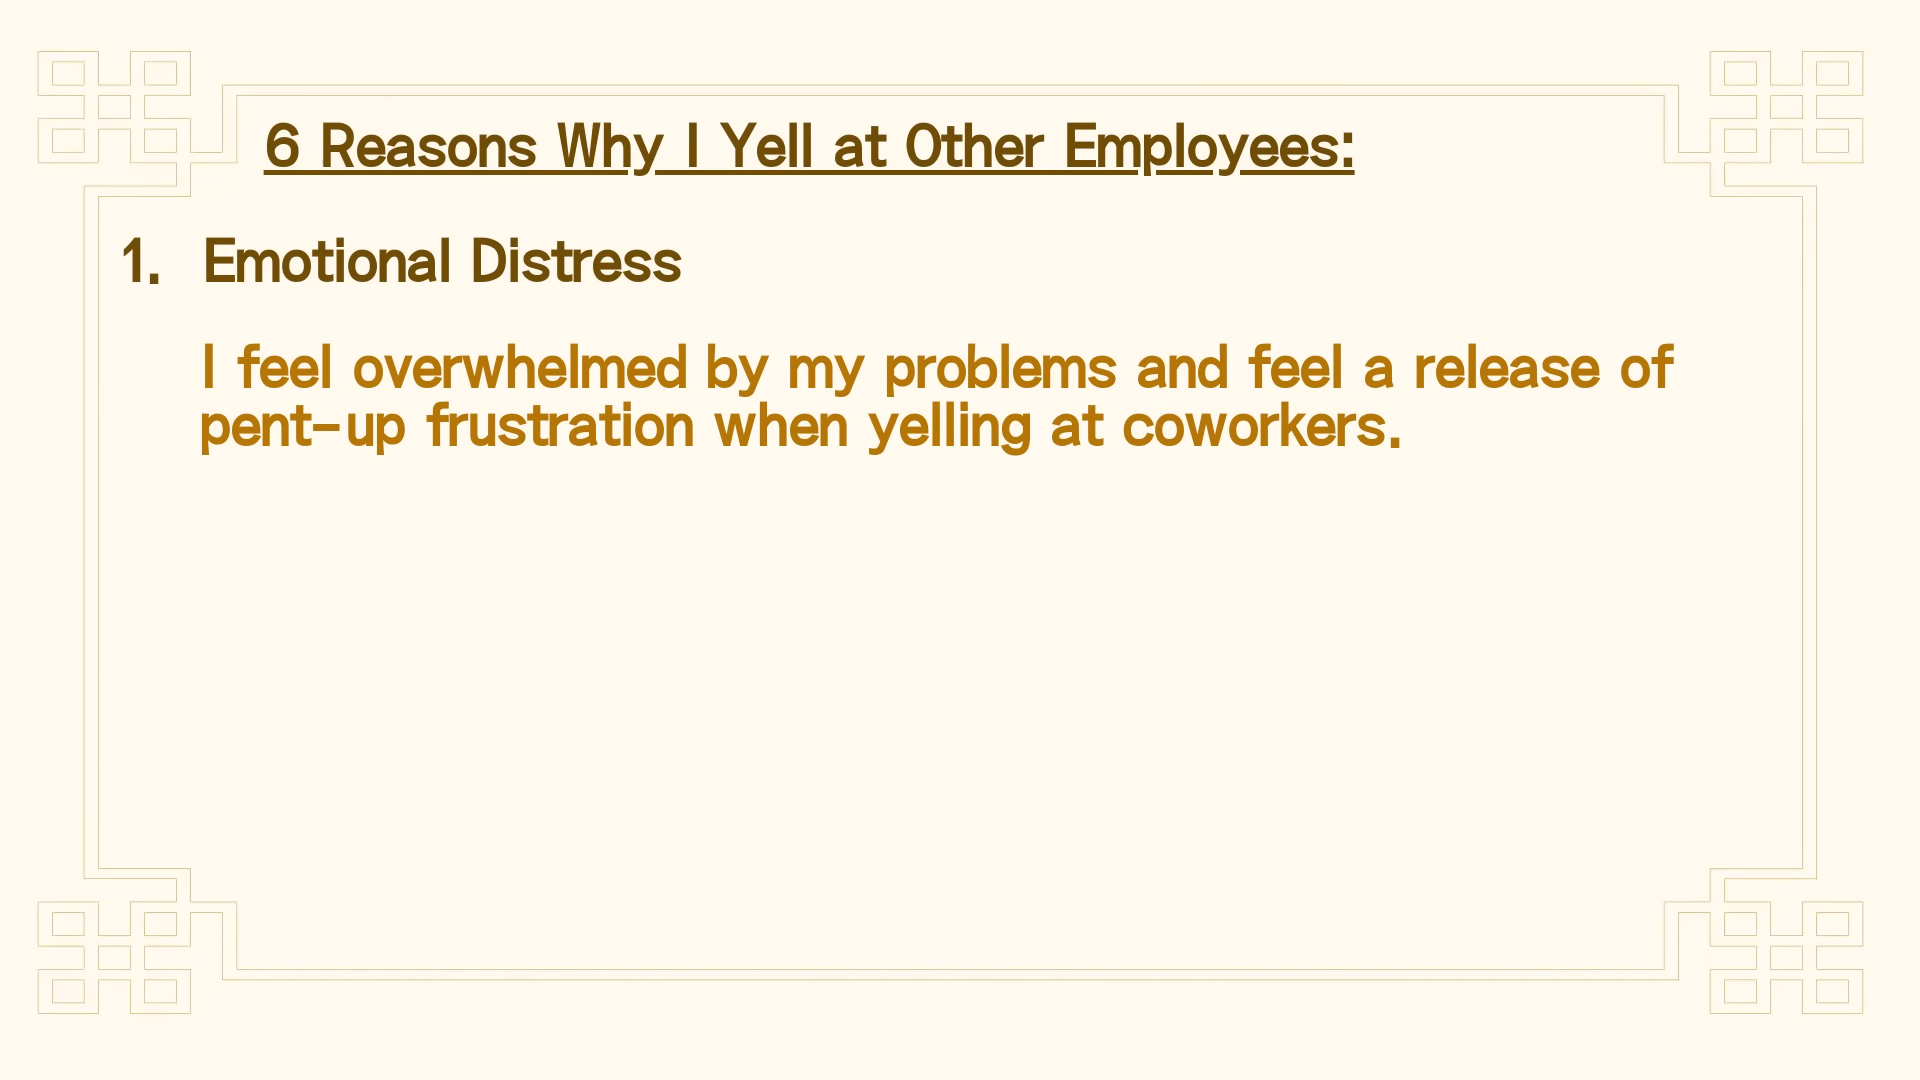 6 Reasons Why I Yell at Other Employees:
1. Emotional Distress
I feel overwhelmed by my problems and feel a release of
pent-up frustration when yelling at coworkers.